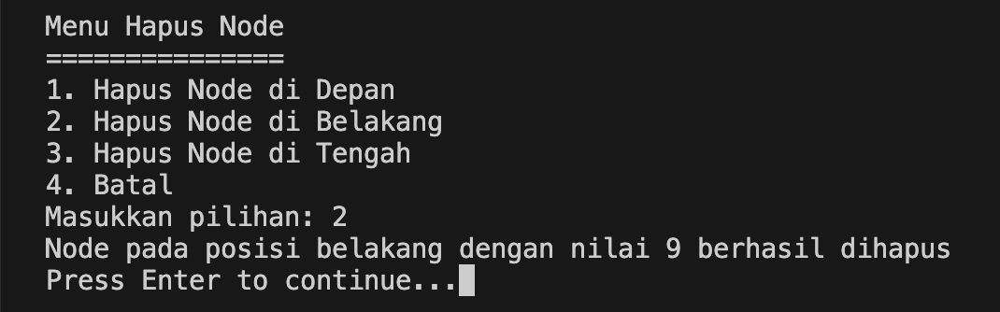 Menu Hapus Node
===============
1. Hapus Node di Depan
2. Hapus Node di Belakang
3. Hapus Node di Tengah
4. Batal
Masukkan pilihan: 2
Node pada posisi belakang dengan nilai 9 berhasil dihapus
Press Enter to continue...